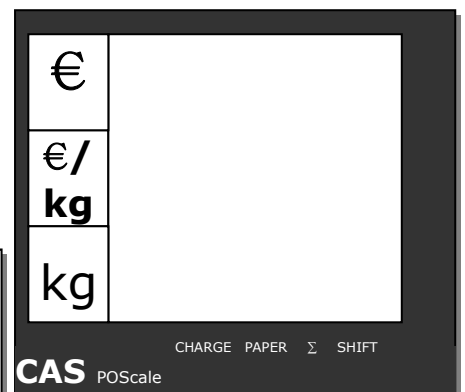 €
€/
kg
kg
CHARGE PAPER Σ SHIFT
CAS POScale